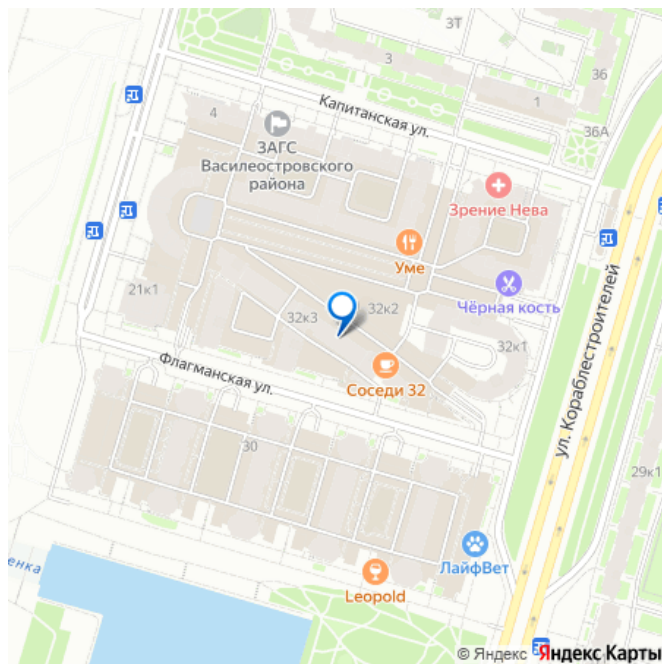 3Т
3
36
1
36А
Капитанская ул.
4
ЗАГС
Василеостровского
района
Зрение Нева
Уме
21к1
32к3
32к2
Чёрная кость
32к1
ул. Кораблестроителей
Флагманская ул.
Соседи 32
30
29к1
ЛайфВет
енка
Leopold
© Яндекс
Яндекс Карты